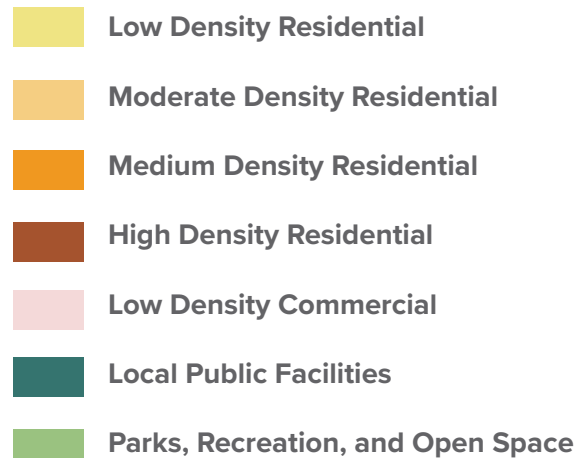 Low Density Residential
Moderate Density Residential
Medium Density Residential
High Density Residential
Low Density Commercial
Local Public Facilities
Parks, Recreation, and Open Space